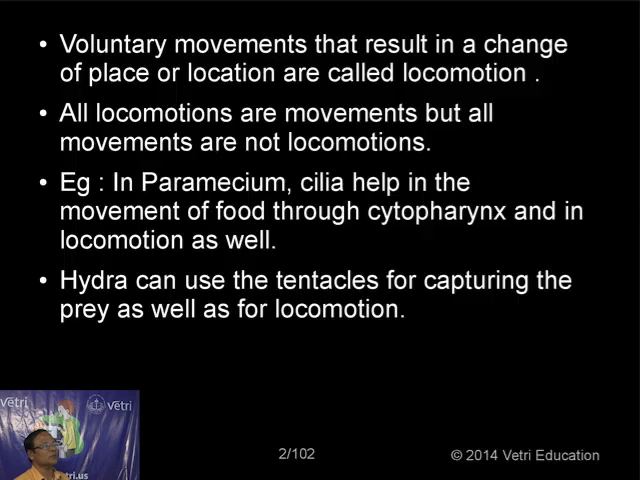 • Voluntary movements that result in a change
of place or location are called locomotion .
• All locomotions are movements but all
movements are not locomotions.
• Eg : In Paramecium, cilia help in the
movement of food through cytopharynx and in
locomotion as well.
• Hydra can use the tentacles for capturing the
prey as well as for locomotion.
Vetri
Vetri
tri.us
2/102
© 2014 Vetri Education